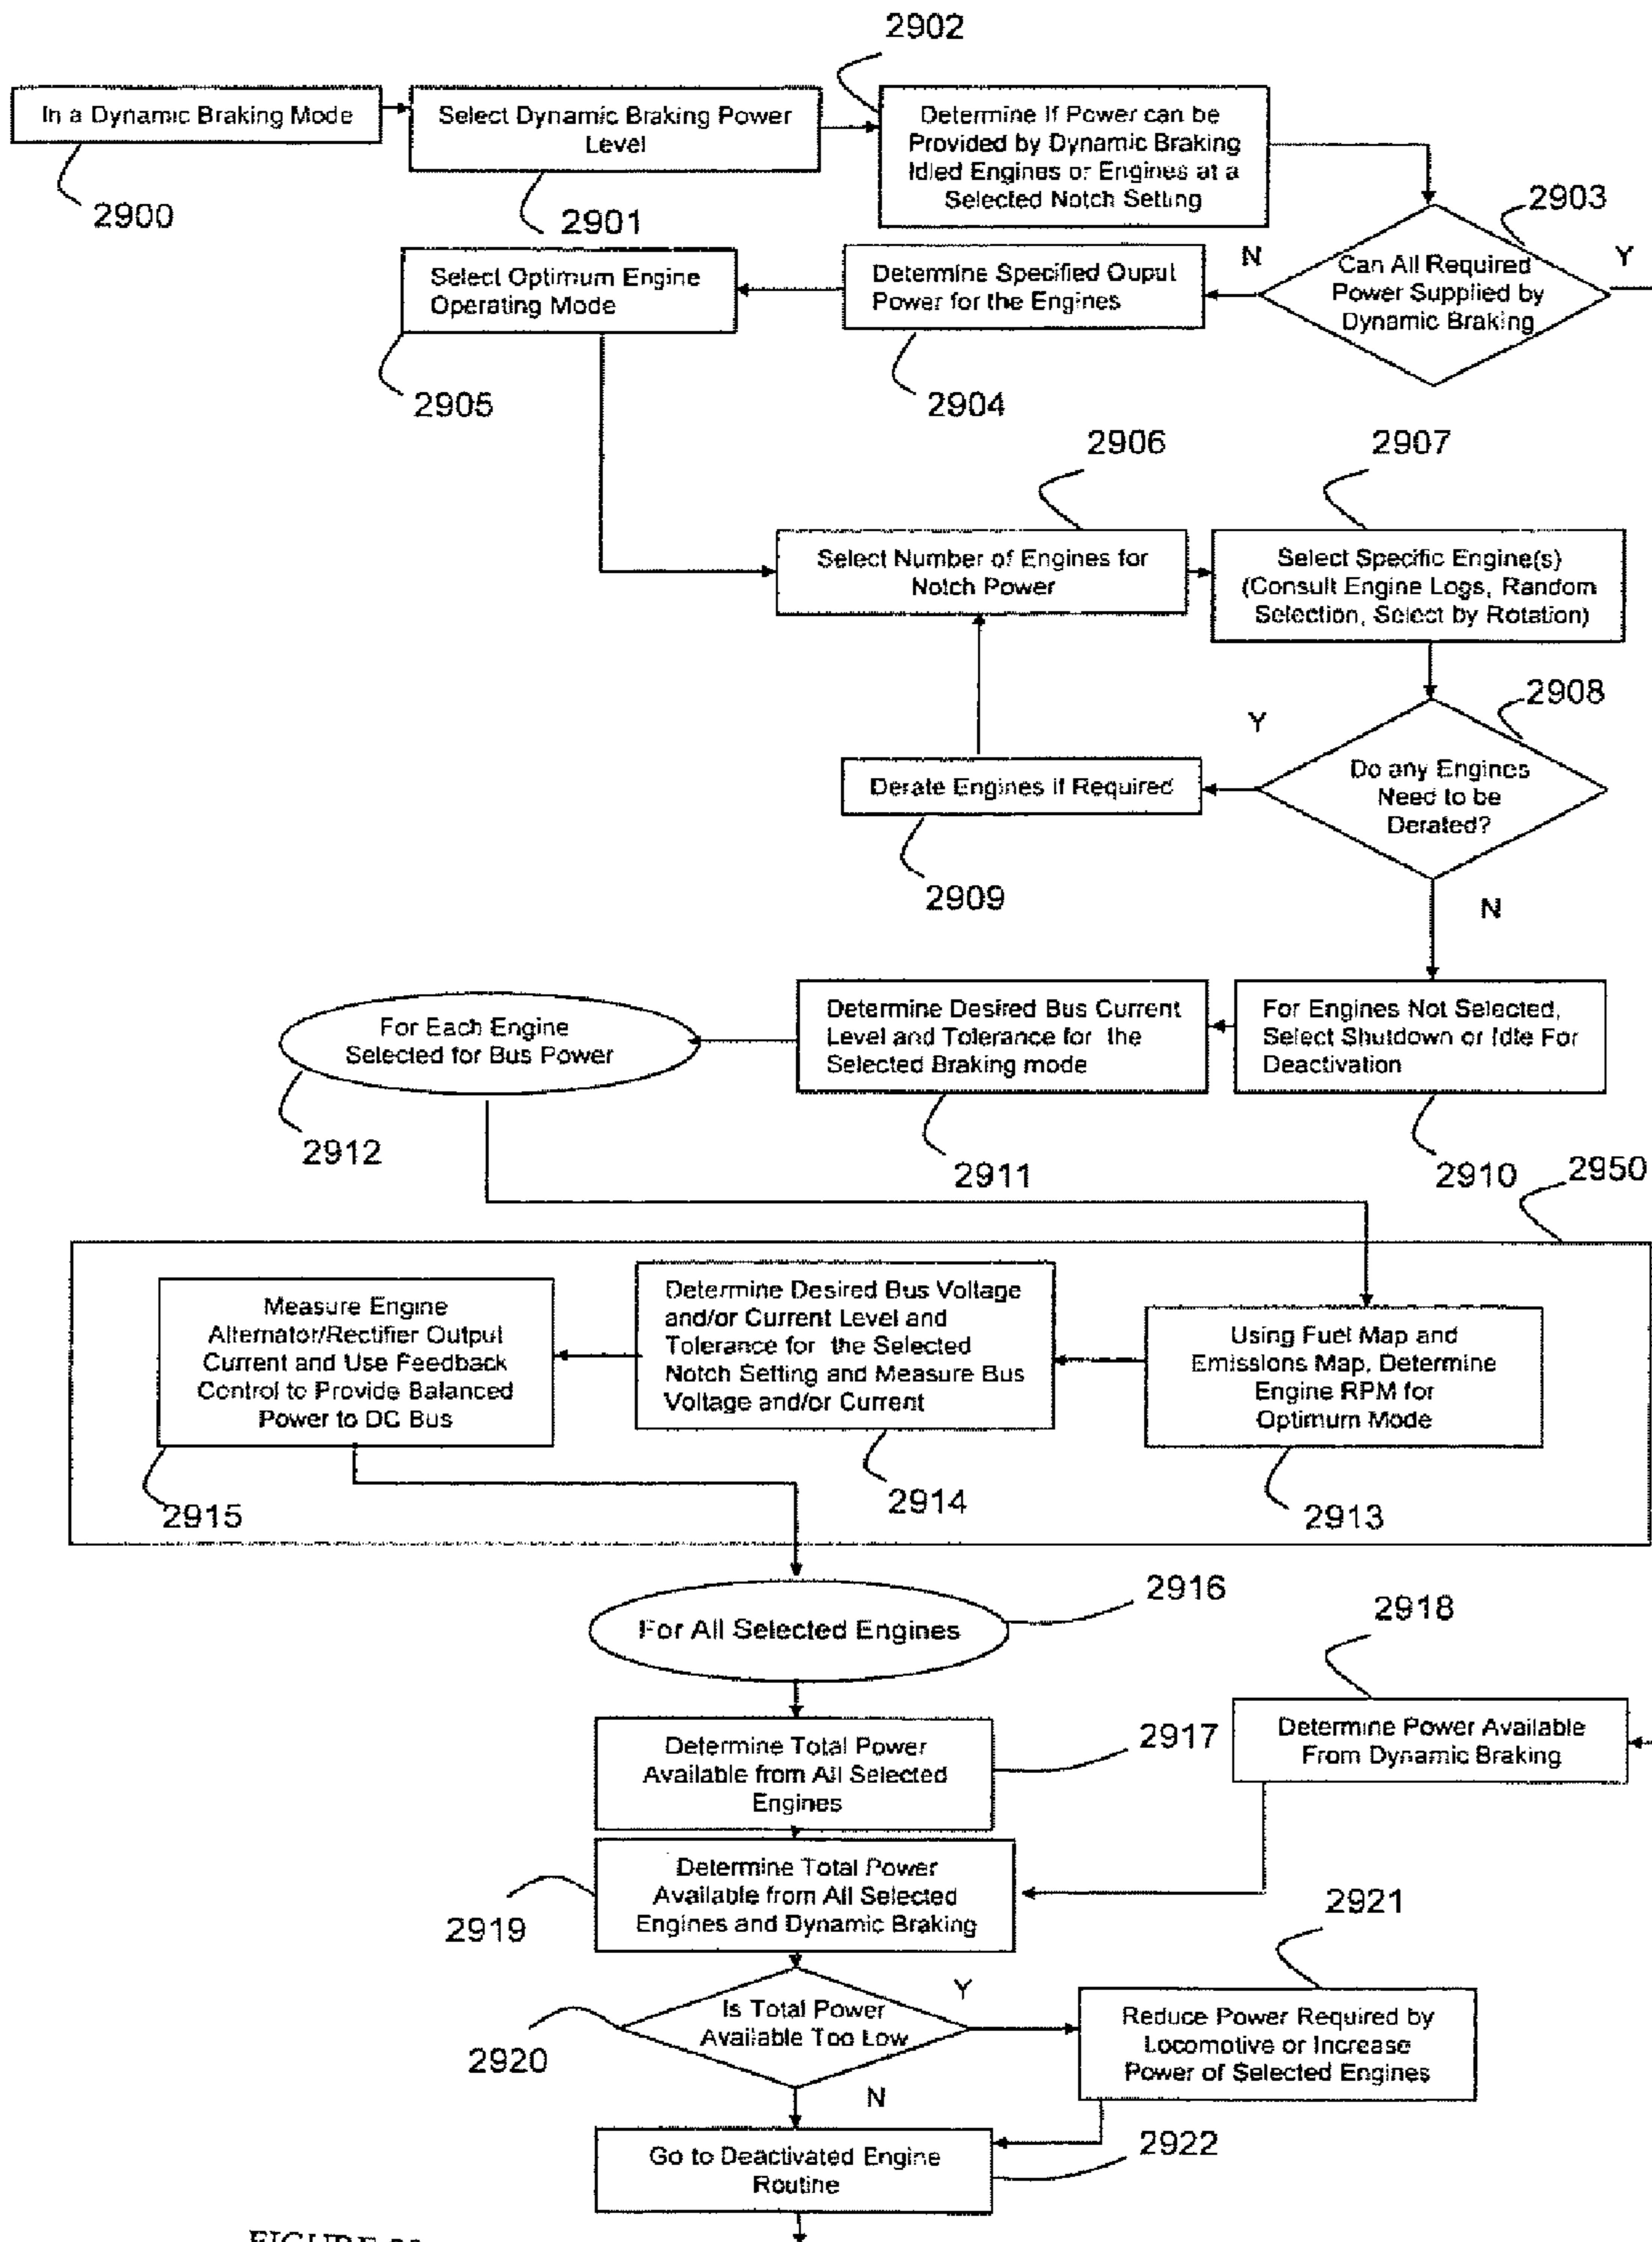 2902
In a Dynamic Braking Mode
Select Dynamic Braking Power
Level
Determine If Power can be
Provided by Dynamic Braking
Idled Engines or Engines at a
Selected Notch Setting
2900
2901
2903
Select Optimum Engine
Operating Mode
Determine Specified Ouput
Power for the Engines
N
Can All Required
Power Supplied by
Dynamic Braking
Y
2905
2904
2906
2907
Select Number of Engines for
Notch Power
Select Specific Engine(s)
(Consult Engine Logs, Random
Selection, Select by Rotation)
2908
Y
Derate Engines If Required
Do any Engines
Need to be
Derated?
2909
N
For Each Engine
Selected for Bus Power
Determine Desired Bus Current
Level and Tolerance for the
Selected Braking mode
For Engines Not Selected,
Select Shutdown or Idle For
Deactivation
2912
2911
2910
2950
Measure Engine
Alternator/Rectifier Output
Current and Use Feedback
Control to Provide Balanced
Power to DC Bus
Determine Desired Bus Voltage
and/or Current Level and
Tolerance for the Selected
Notch Setting and Measure Bus
Voltage and/or Current
Using Fuel Map and
Emissions Map, Determine
Engine RPM for
Optimum Mode
2915
2914
2913
For All Selected Engines
2916
2918
Determine Total Power
Available from All Selected
Engines
2917
Determine Power Available
From Dynamic Braking
Determine Total Power
Available from All Selected
Engines and Dynamic Braking
2919
2921
Is Total Power
Available Too Low
Y
2920
Reduce Power Required by
Locomotive or Increase
Power of Selected Engines
N
Go to Deactivated Engine
Routine
2922
FIGURE